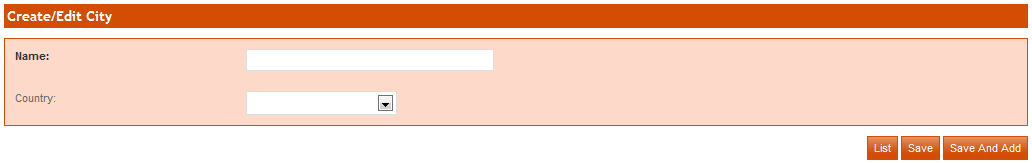 Create/Edit City
Name:
Country:
List Save Save And Add